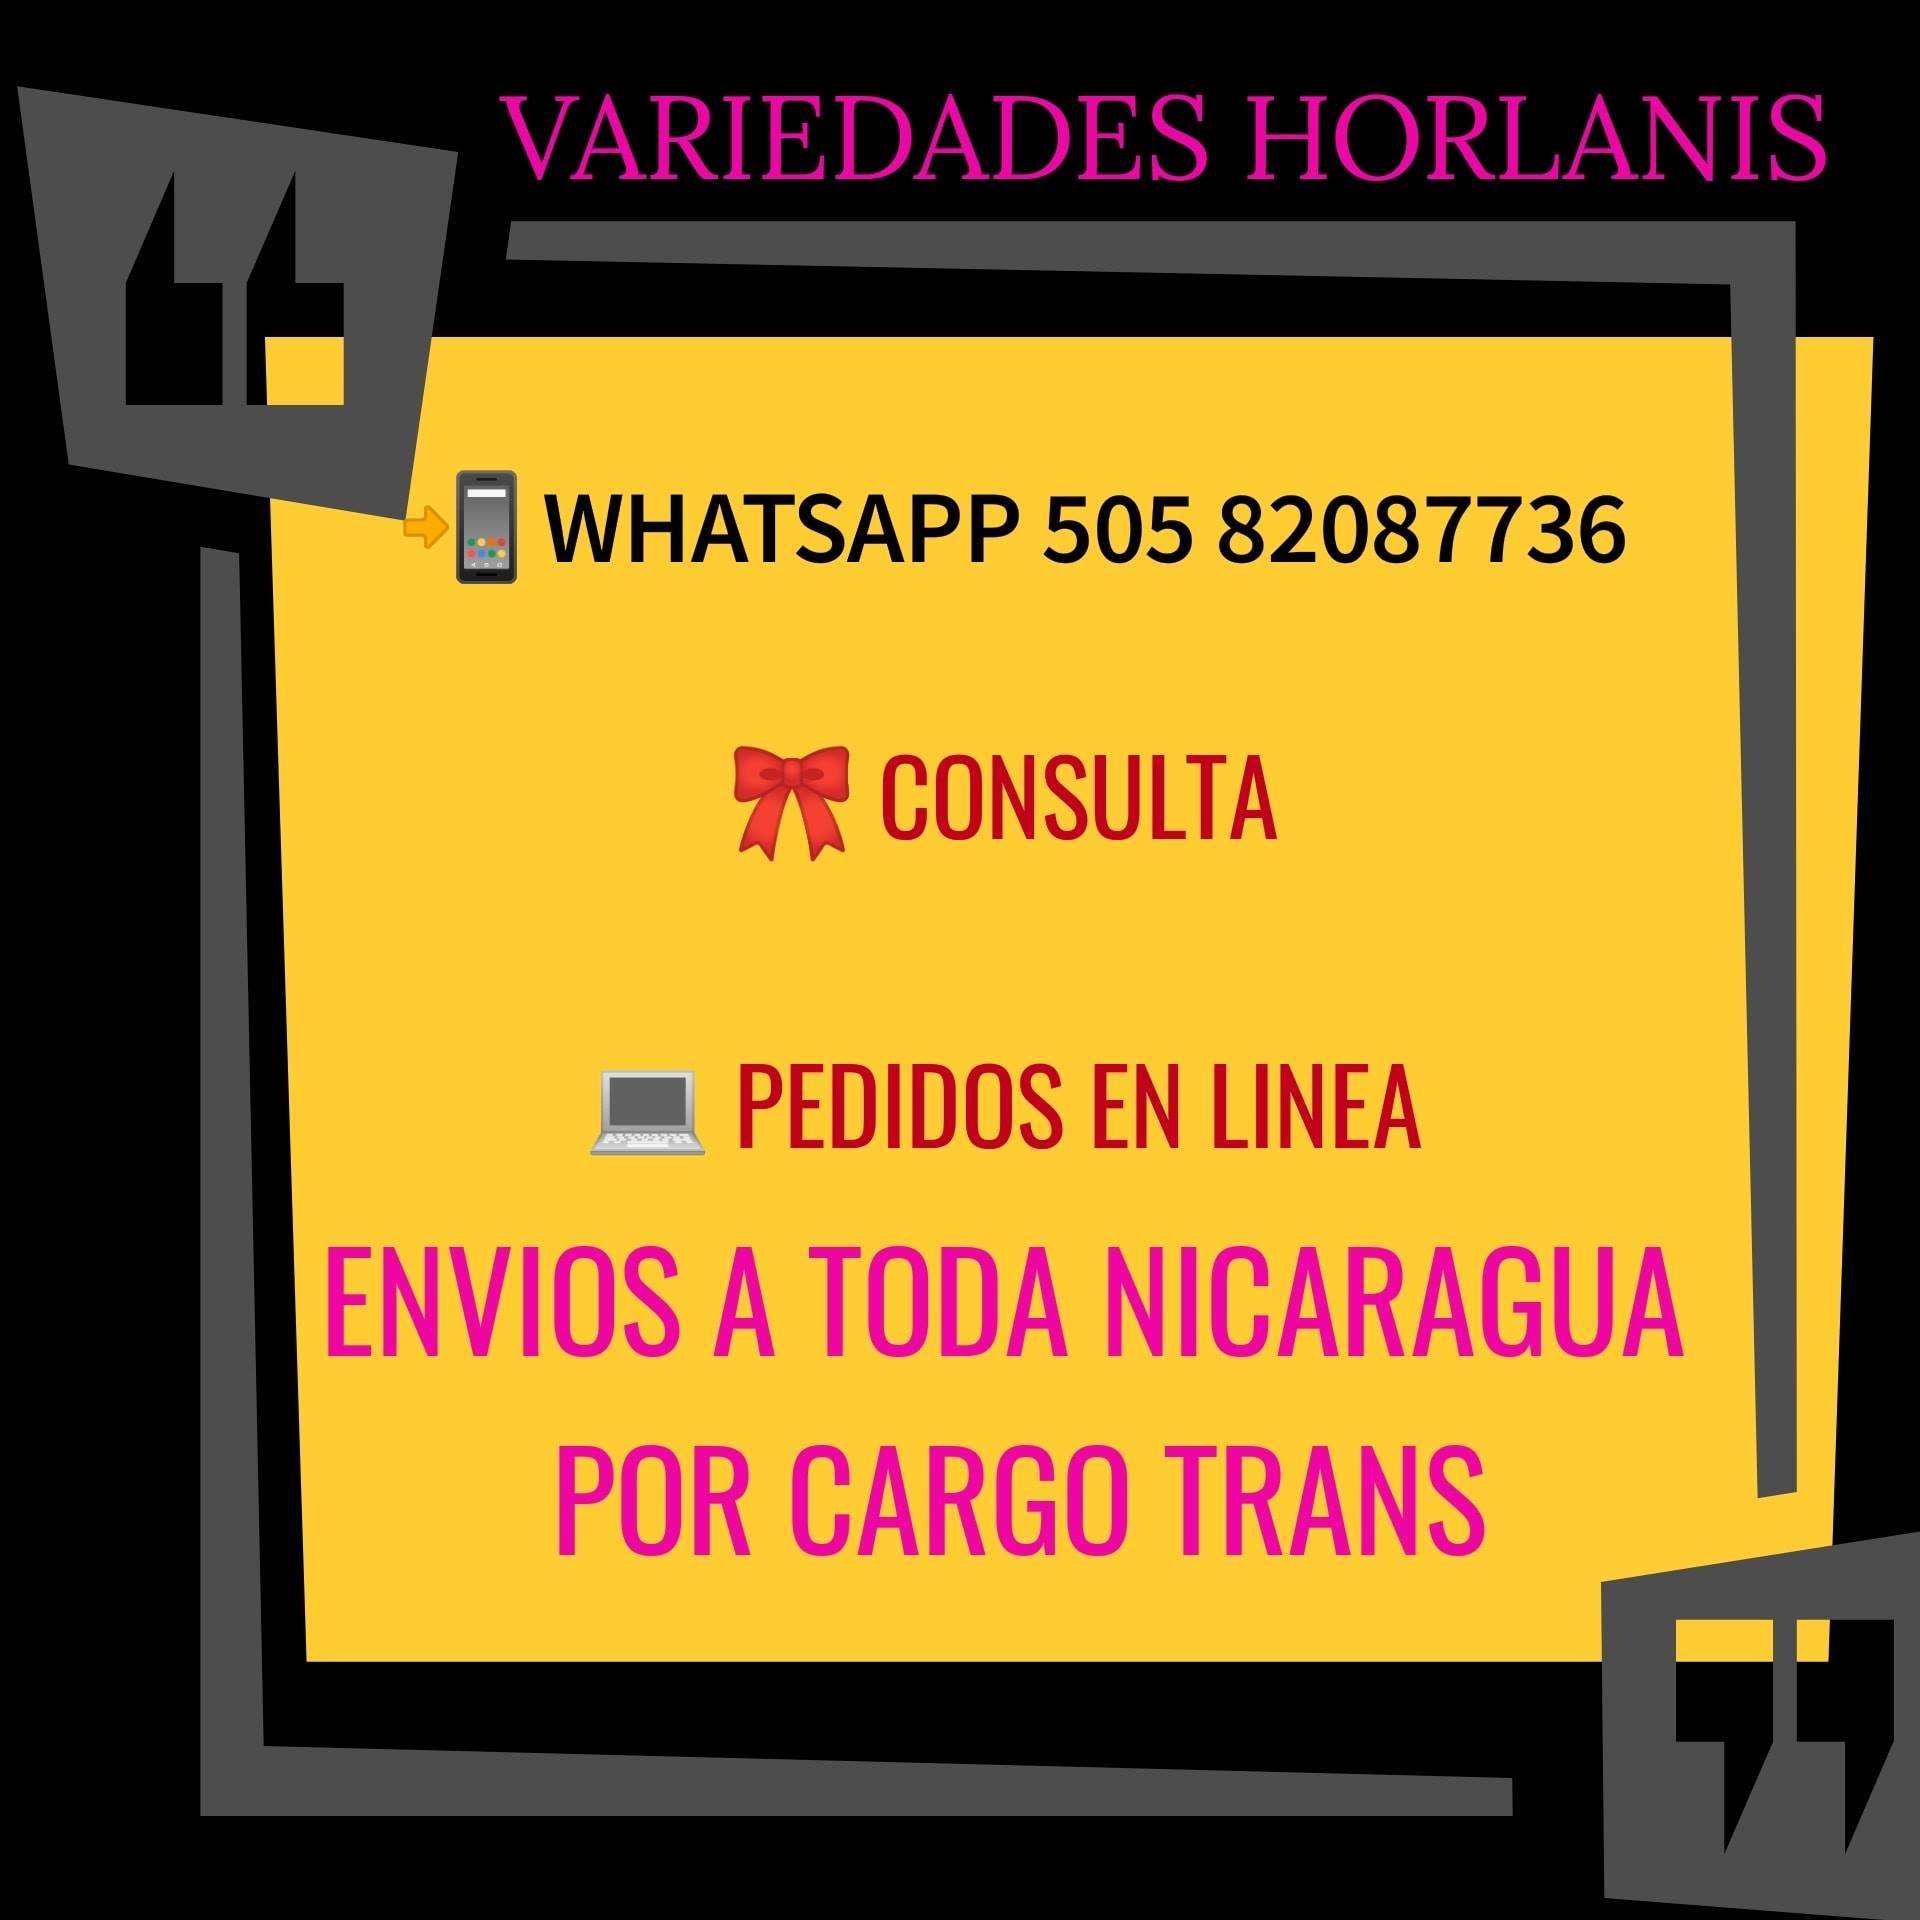 VARIEDADES HORLANIS
WHATSAPP 505 82087736
CONSULTA
PEDIDOS EN LINEA
ENVIOS A TODA NICARAGUA
POR CARGO TRANS